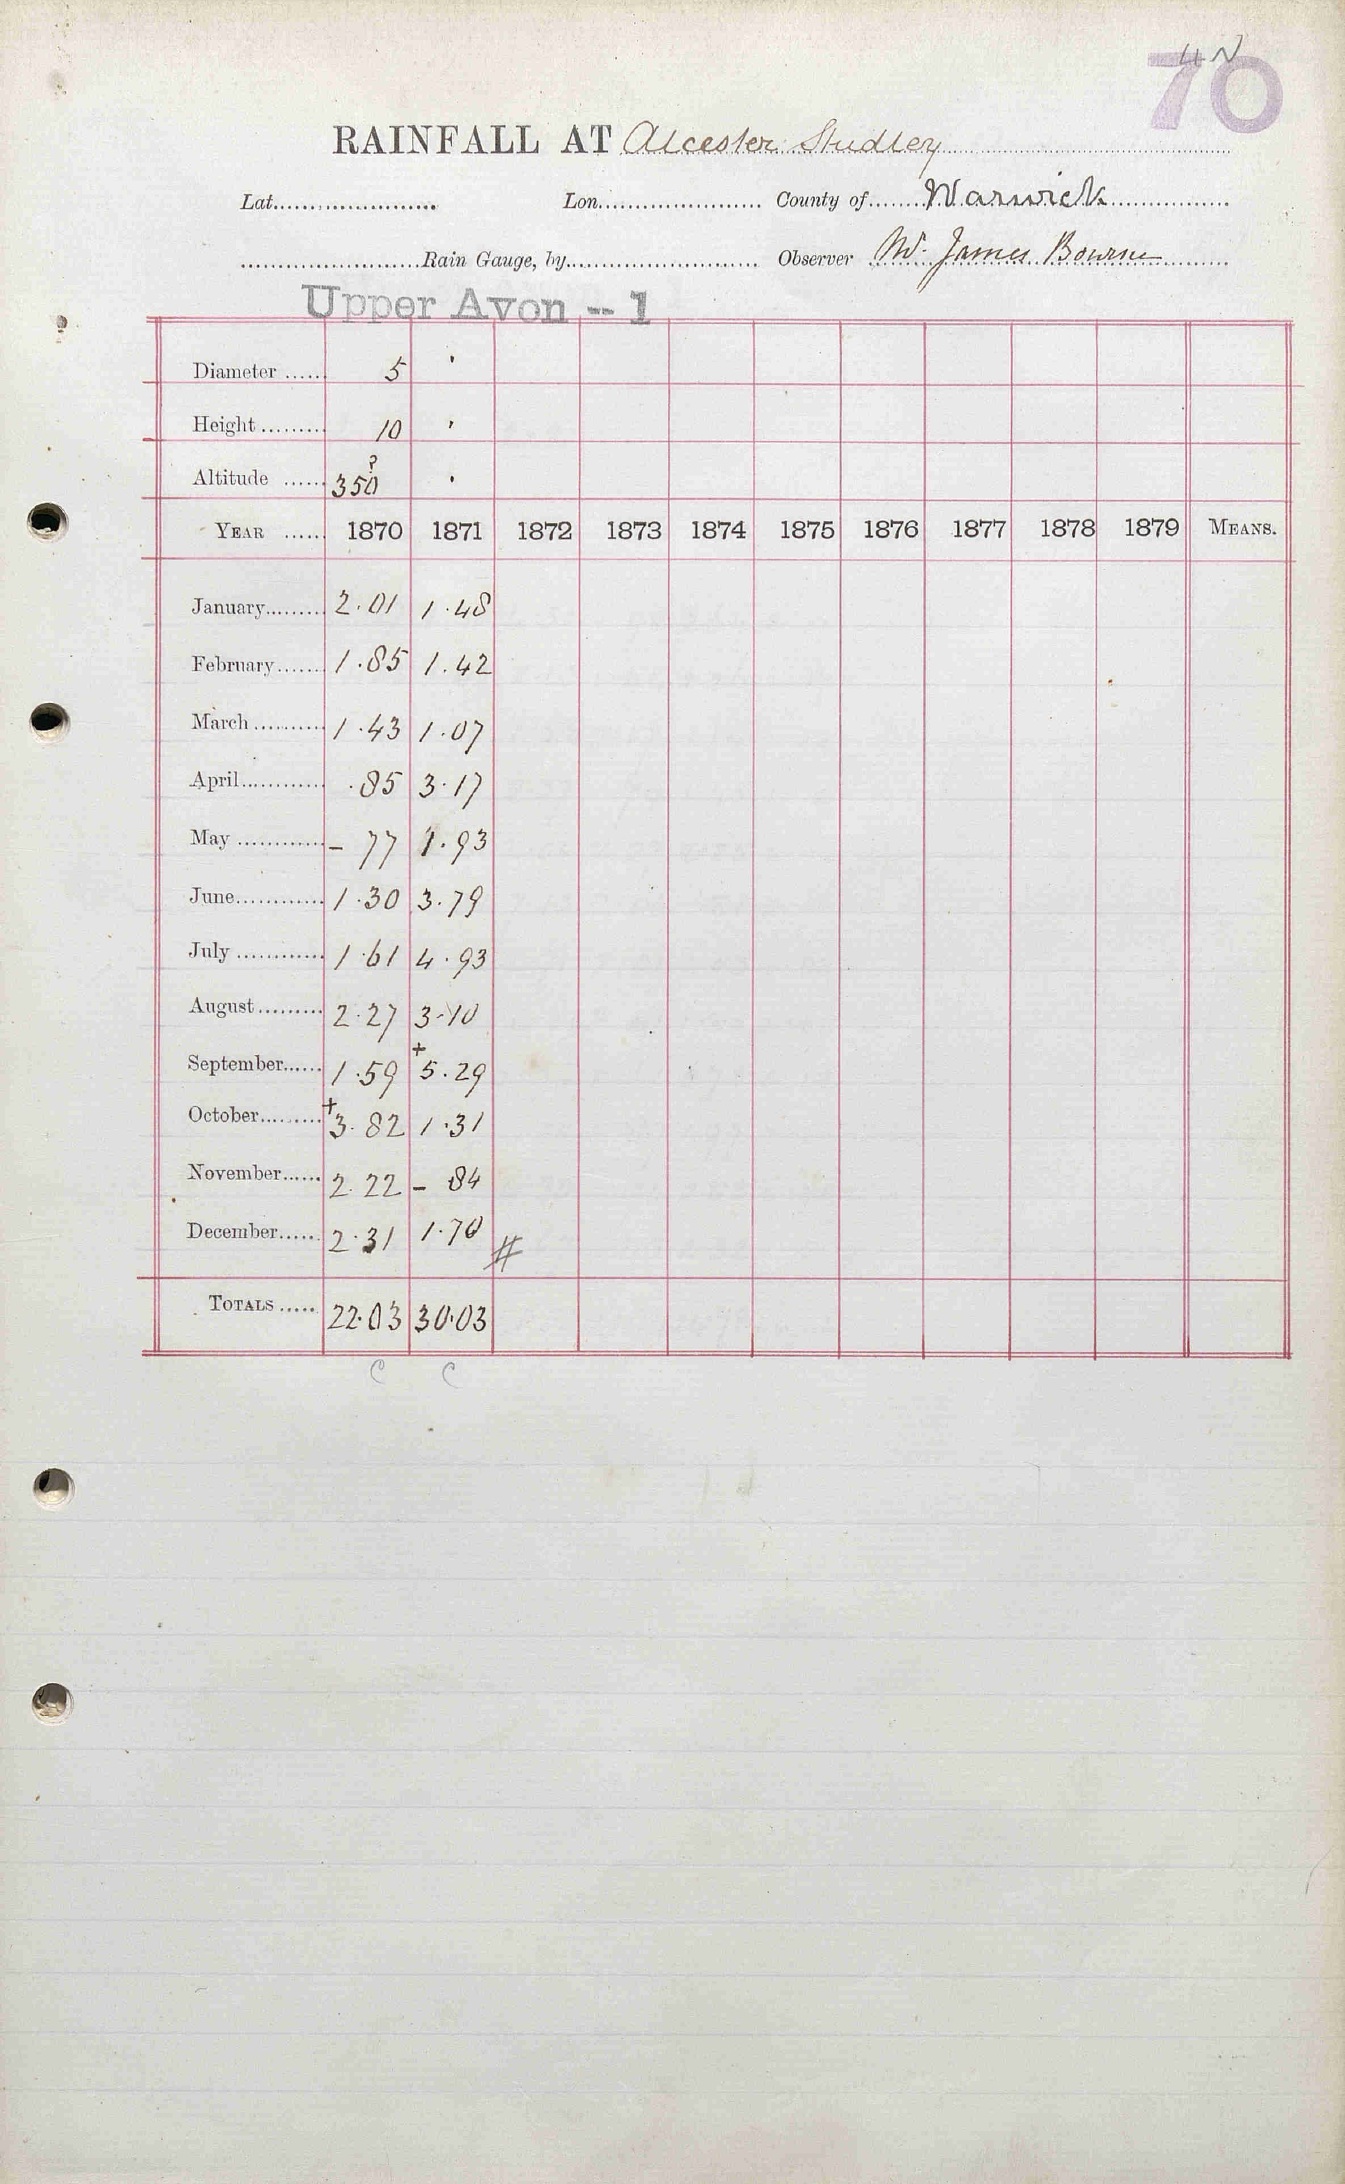 4N
70
RAINFALL AT Alcester Studley
Lat. Lon. County of Warwick
Rain Gauge, by Observer Mr. James Bourne
Upper Avon -- 1
Diameter 5 "
Height 10 "
?
Altitude 350 "
YEAR 1870 1871 1872 1873 1874 1875 1876 1877 1878 1879 MEANS.
January 2.01 1.48
February 1.85 1.42
March 1.43 1.07
April .85 3.17
May - 77 1.93
June 1.30 3.79
July 1.61 4.93
August 2.27 3.10
September 1.59 +5.29
October +3.82 1.31
November 2.22 - 84
December 2.31 1.70 #
TOTALS 22.03 30.03
C C